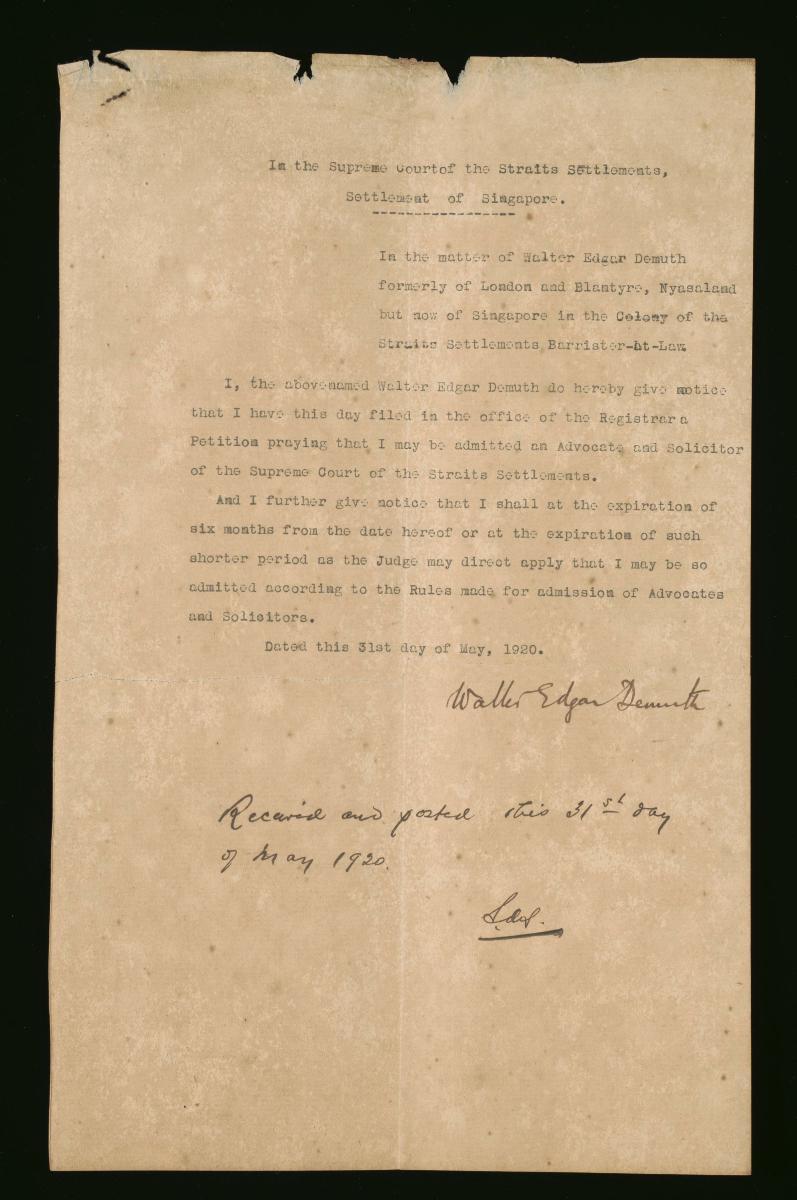 In the Supreme Courtof the Straits Settlements,
Settlement of Singapore.
-----------------
In the matter of Walter Edgar Demuth
formerly of London and Blantyre, Nyasaland
but now of Singapore in the Colony of the
Straits Settlements Barrister-At-Law.
I, the abovenamed Walter Edgar Demuth do hereby give notice
that I have this day filed in the office of the Registrar a
Petition praying that I may be admitted an Advocate and Solicitor
of the Supreme Court of the Straits Settlements.
And I further give notice that I shall at the expiration of
six months from the date hereof or at the expiration of such
shorter period as the Judge may direct apply that I may be so
admitted according to the Rules made for admission of Advocates
and Solicitors.
Dated this 31st day of May, 1920.
Walter Edgar Demuth
Received and posted this 31st day
of May 1920.